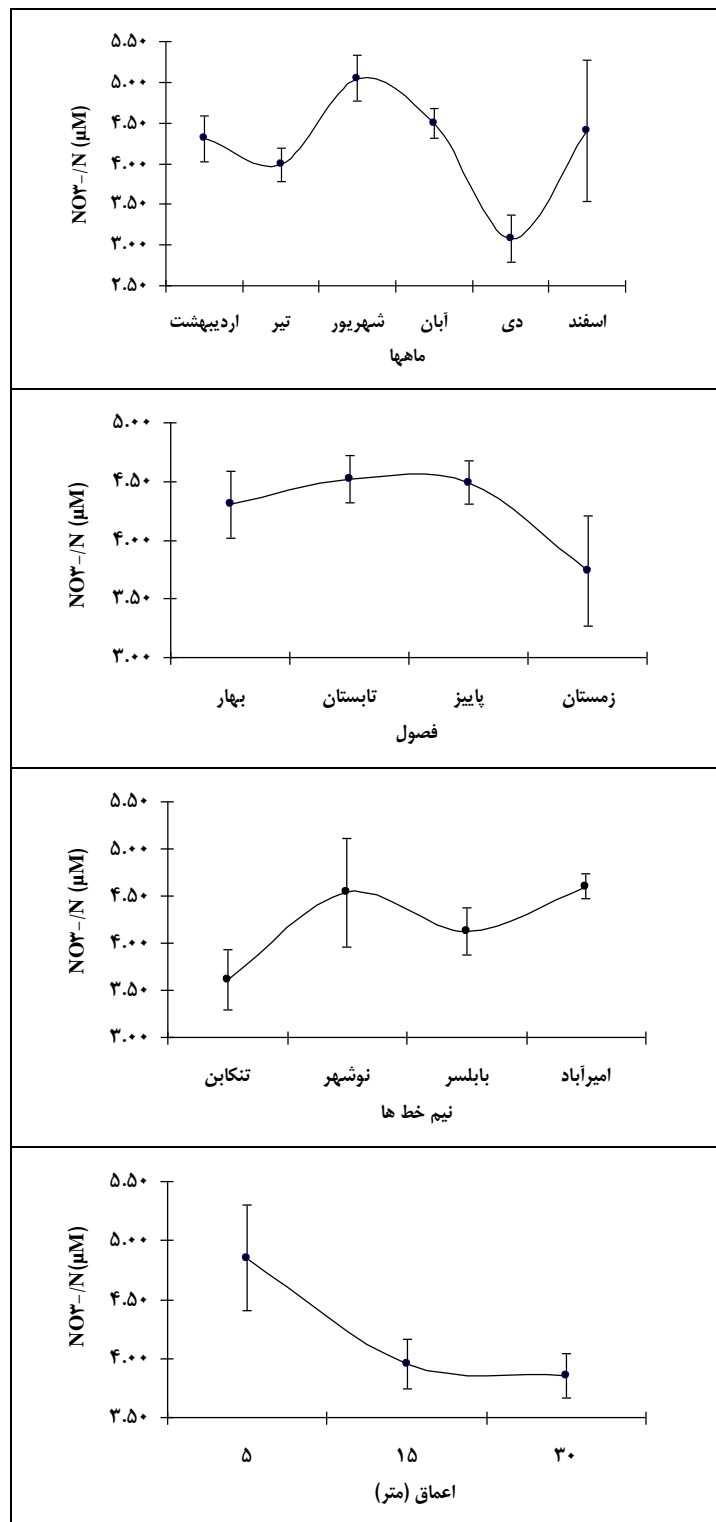 NO۳-/N (µM)
۵.۵۰
۵.۰۰
۴.۵۰
۴.۰۰
۳.۵۰
۳.۰۰
۲.۵۰
اردیبهشت تیر شهریور آبان دی اسفند
ماهها
NO۳-/N (µM)
۵.۰۰
۴.۵۰
۴.۰۰
۳.۵۰
۳.۰۰
بهار تابستان پاییز زمستان
فصول
NO۳-/N (µM)
۵.۵۰
۵.۰۰
۴.۵۰
۴.۰۰
۳.۵۰
۳.۰۰
تنکابن نوشهر بابلسر امیرآباد
نیم خط ها
NO۳-/N(µM)
۵.۵۰
۵.۰۰
۴.۵۰
۴.۰۰
۳.۵۰
۵ ۱۵ ۳۰
اعماق (متر)